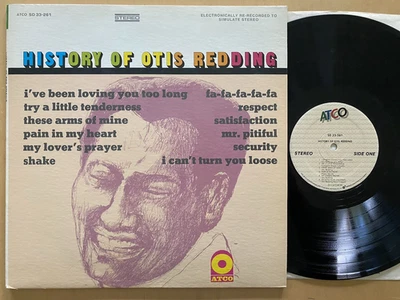 ATCO SD 33-261
STEREO
ELECTRONICALLY RE-RECORDED TO
SIMULATE STEREO
HISTORY OF OTIS REDDING
i've been loving you too long
try a little tenderness
these arms of mine
pain in my heart
my lover's prayer
shake
fa-fa-fa-fa-fa
respect
satisfaction
mr. pitiful
security
i can't turn you loose
ATCO
ATCO
HISTORY OF OTIS REDDING
STEREO
SIDE ONE